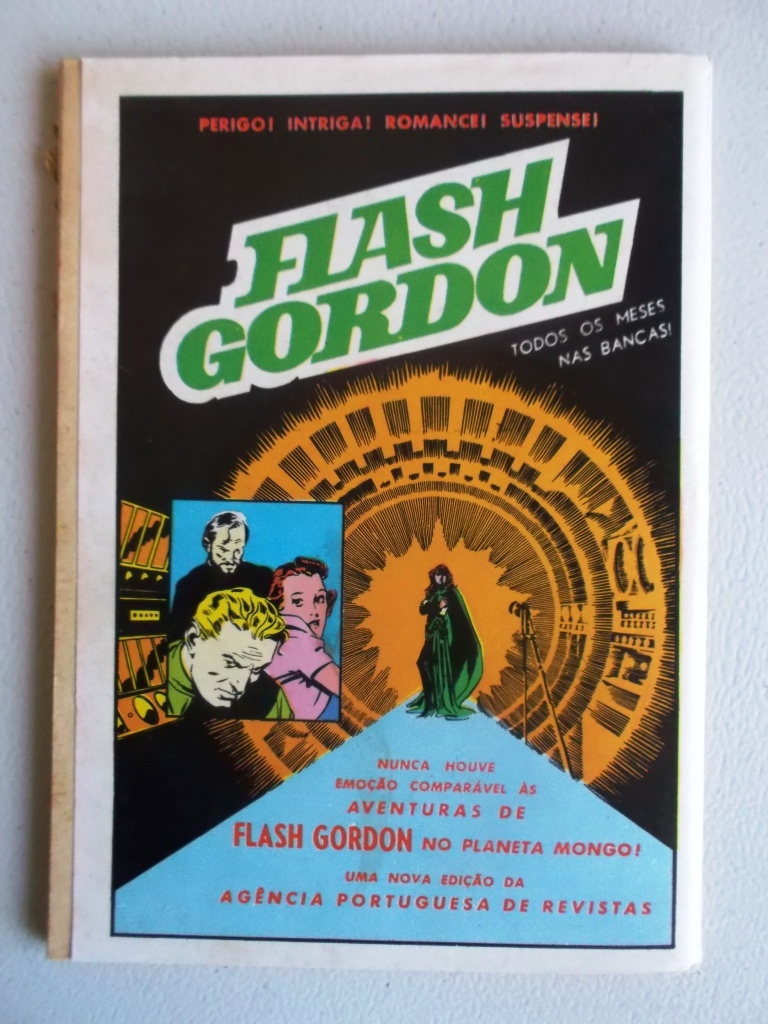 PERIGO! INTRIGA! ROMANCE! SUSPENSE!
FLASH
GORDON
TODOS OS MESES
NAS BANCAS!
NUNCA HOUVE
EMOÇÃO COMPARÁVEL ÀS
AVENTURAS DE
FLASH GORDON NO PLANETA MONGO!
UMA NOVA EDIÇÃO DA
AGÊNCIA PORTUGUESA DE REVISTAS